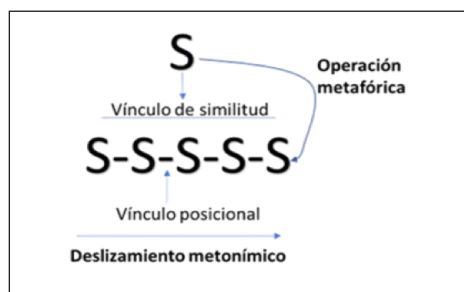 S
Operación
metafórica
Vínculo de similitud
S-S-S-S-S
Vínculo posicional
Deslizamiento metonímico